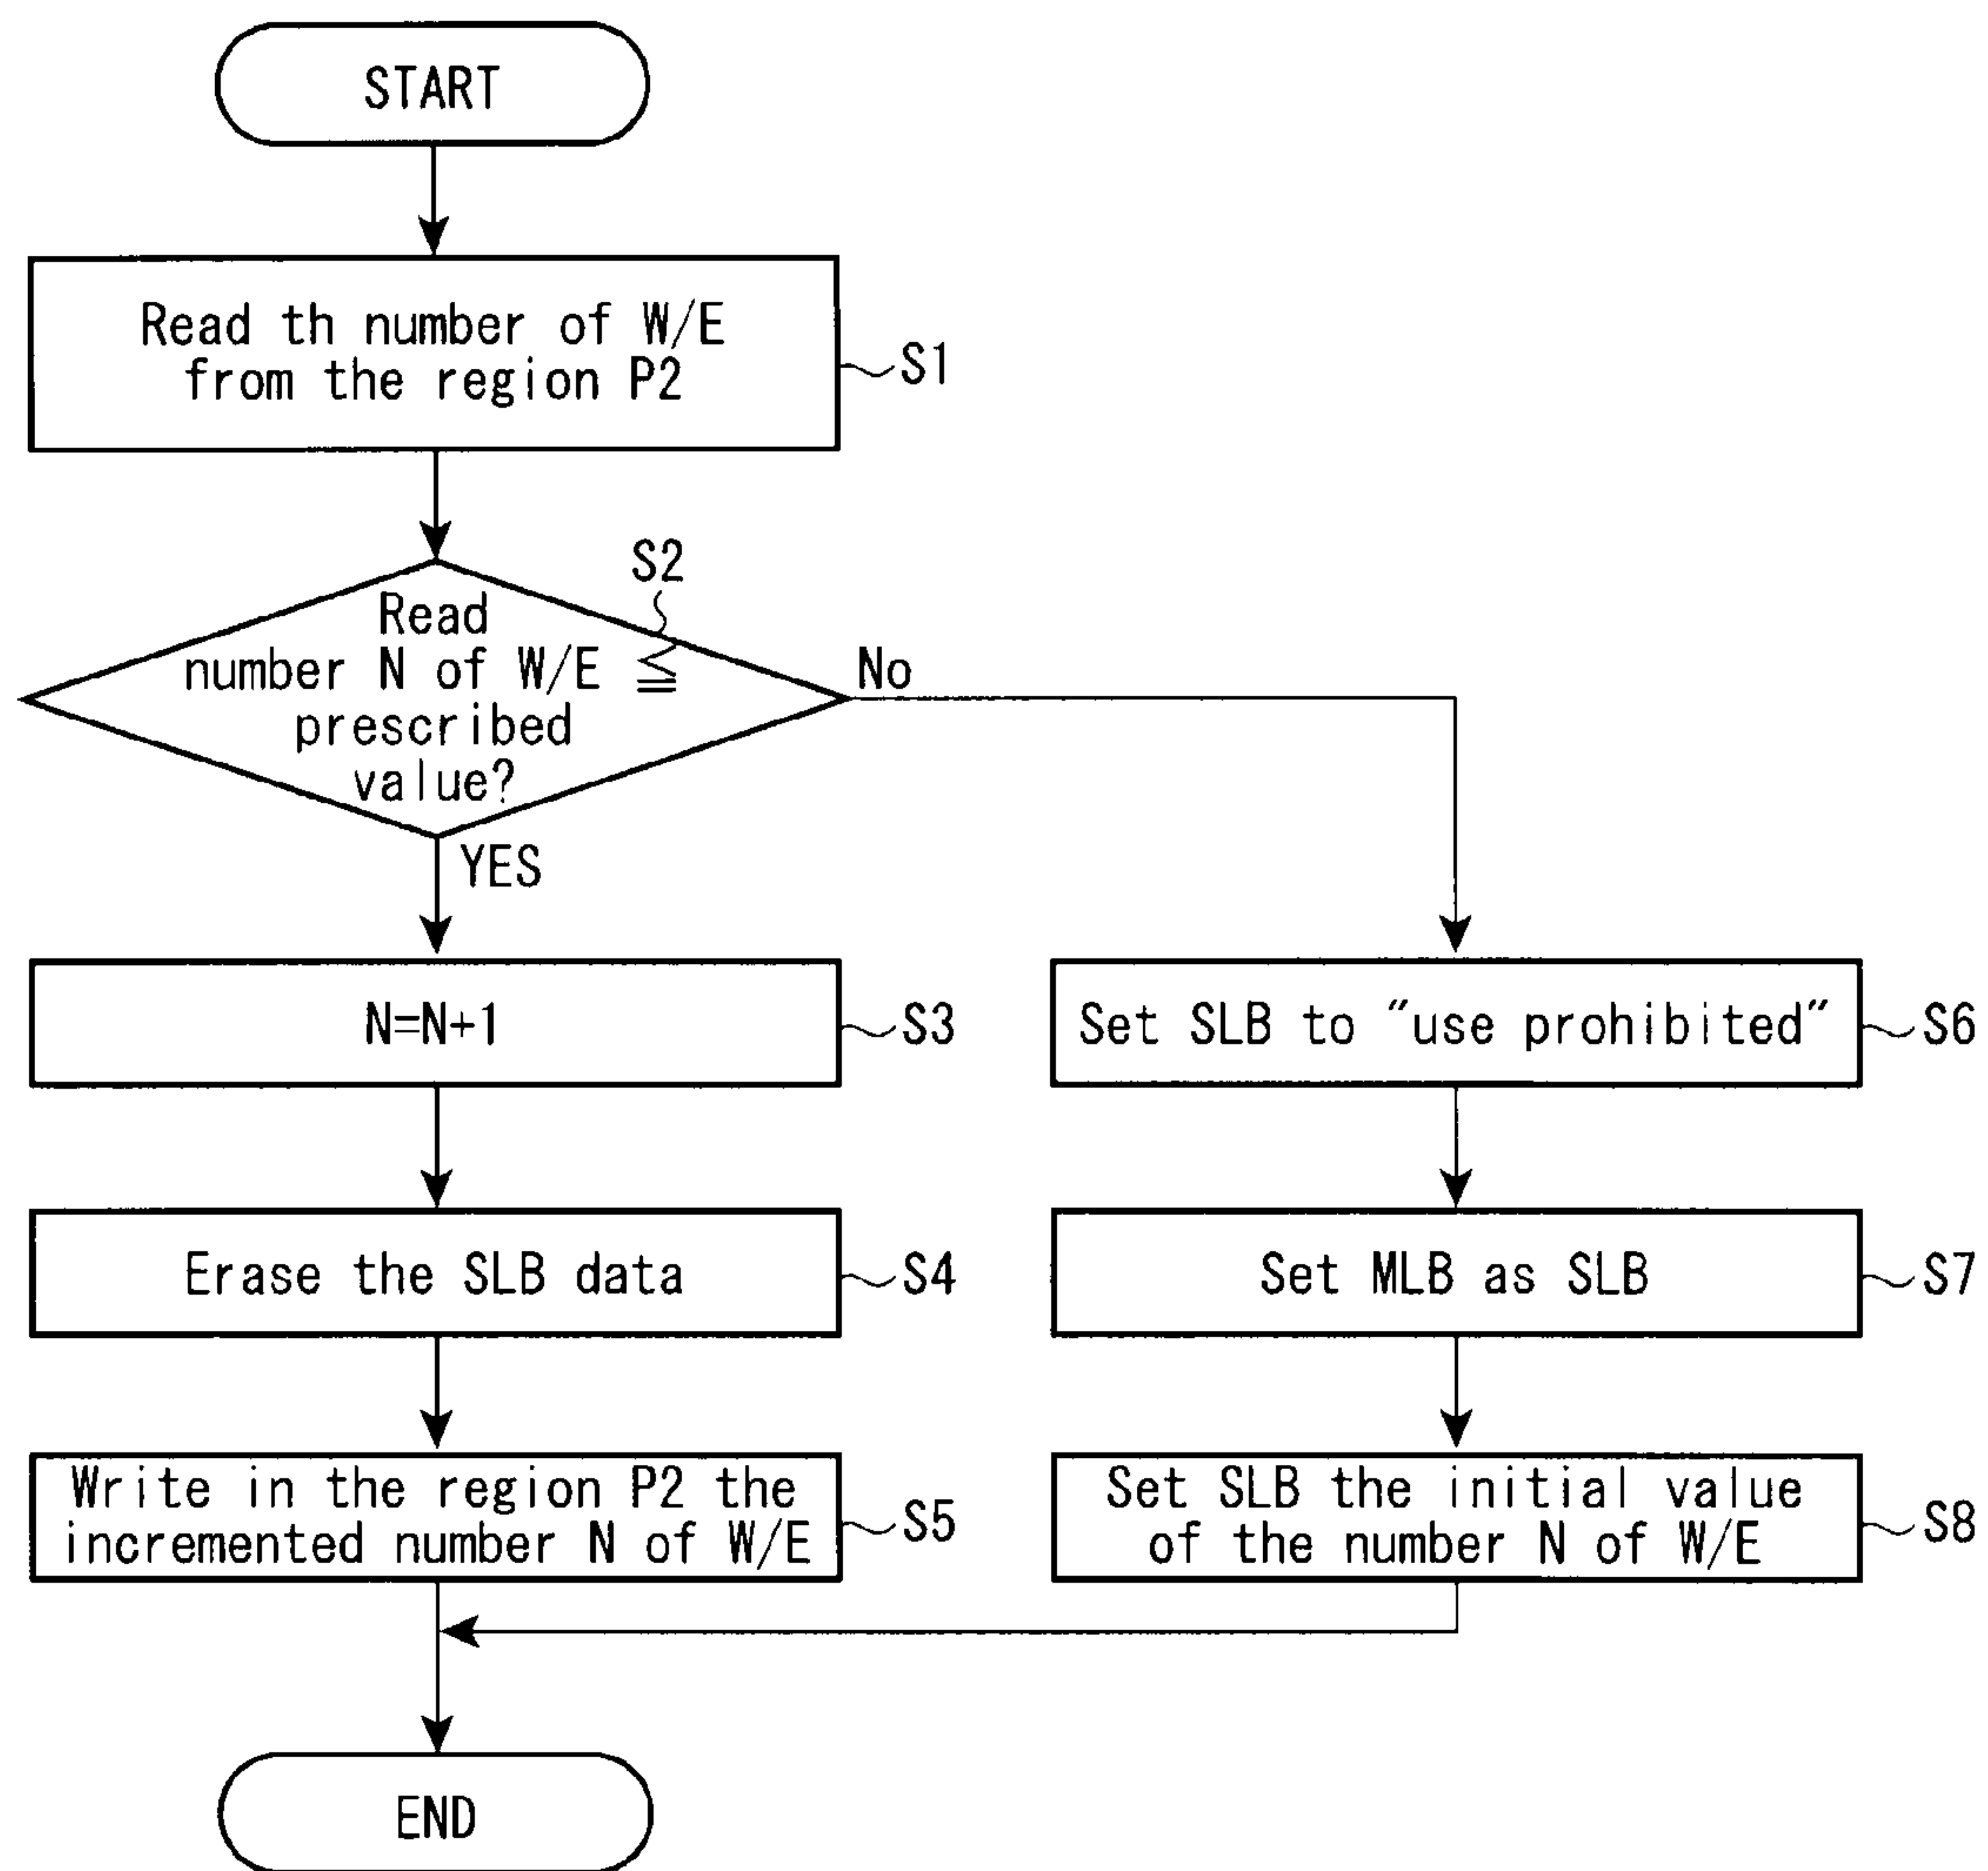 START
Read th number of W/E
from the region P2
S1
S2
Read
number N of W/E ≦
prescribed
value?
No
YES
N=N+1
S3
Set SLB to "use prohibited"
S6
Erase the SLB data
S4
Set MLB as SLB
S7
Write in the region P2 the
incremented number N of W/E
S5
Set SLB the initial value
of the number N of W/E
S8
END